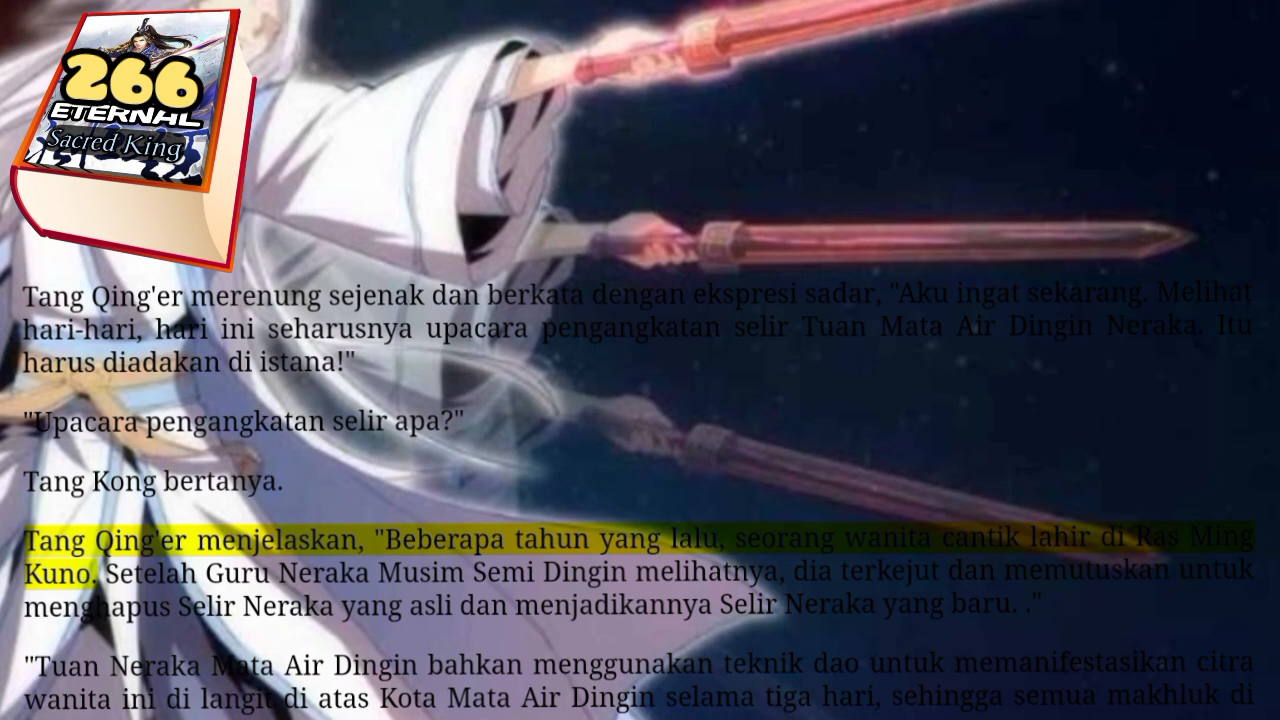 266
ETERNAL
Sacred King
Tang Qing'er merenung sejenak dan berkata dengan ekspresi sadar, "Aku ingat sekarang. Melihat
hari-hari, hari ini seharusnya upacara pengangkatan selir Tuan Mata Air Dingin Neraka. Itu
harus diadakan di istana!"
"Upacara pengangkatan selir apa?"
Tang Kong bertanya.
Tang Qing'er menjelaskan, "Beberapa tahun yang lalu, seorang wanita cantik lahir di Ras Ming
Kuno. Setelah Guru Neraka Musim Semi Dingin melihatnya, dia terkejut dan memutuskan untuk
menghapus Selir Neraka yang asli dan menjadikannya Selir Neraka yang baru. ."
"Tuan Neraka Mata Air Dingin bahkan menggunakan teknik dao untuk memanifestasikan citra
wanita ini di langit di atas Kota Mata Air Dingin selama tiga hari, sehingga semua makhluk di